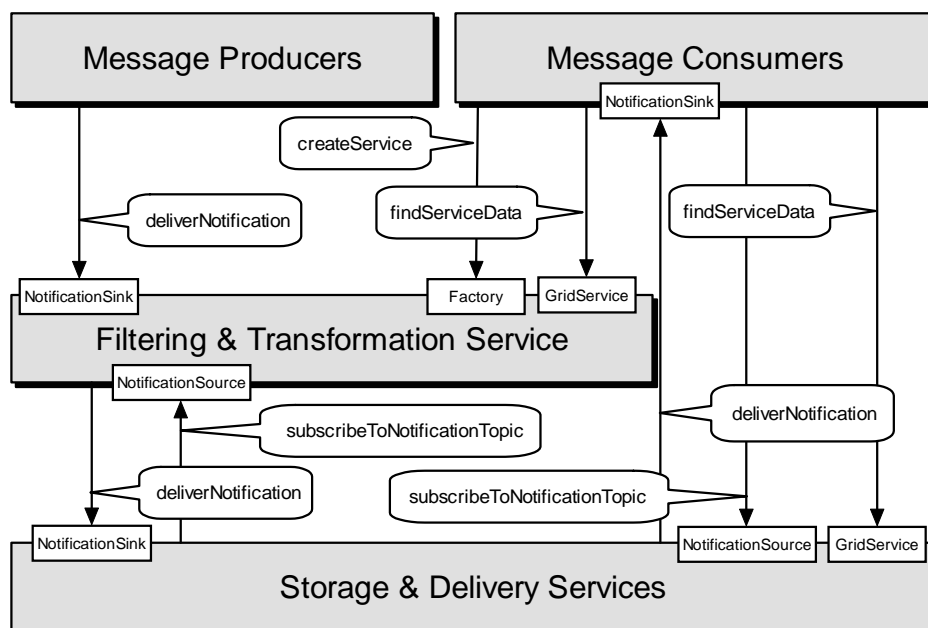 Message Producers
Message Consumers
NotificationSink
createService
deliverNotification
findServiceData
findServiceData
NotificationSink
Factory
GridService
Filtering & Transformation Service
NotificationSource
subscribeToNotificationTopic
deliverNotification
deliverNotification
subscribeToNotificationTopic
NotificationSink
NotificationSource
GridService
Storage & Delivery Services